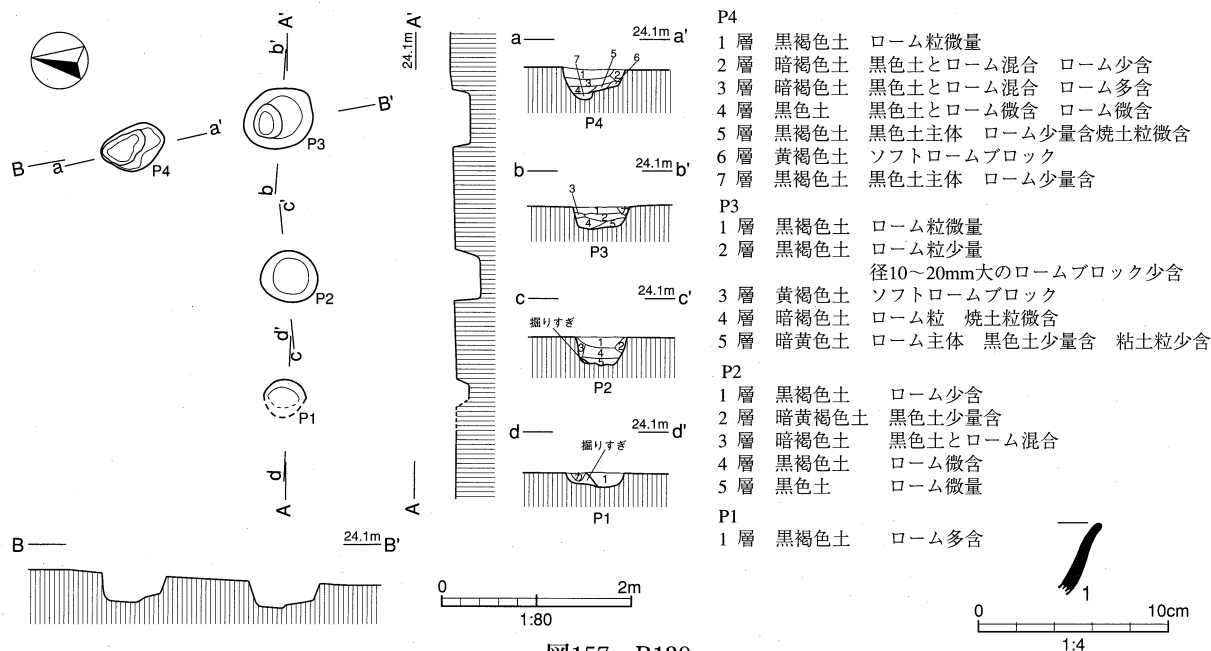 A'
b'
24.1m A'
P3
B'
a'
P4
B
a
b
c'
P2
d'
c
P1
d
A
A
B
24.1m B'
a
24.1m a'
7
5
6
1
2
3
4
P4
b
24.1m b'
3
1
2
4
5
P3
c
24.1m c'
掘りすぎ
1
3
2
4
5
P2
d
24.1m d'
掘りすぎ
1
P1
0
2m
1:80
P4
1 層 黒褐色土 ローム粒微量
2 層 暗褐色土 黒色土とローム混合 ローム少含
3 層 暗褐色土 黒色土とローム混合 ローム多含
4 層 黒色土 黒色土とローム微含 ローム微含
5 層 黒褐色土 黒色土主体 ローム少量含焼土粒微含
6 層 黄褐色土 ソフトロームブロック
7 層 黒褐色土 黒色土主体 ローム少量含
P3
1 層 黒褐色土 ローム粒微量
2 層 黒褐色土 ローム粒少量
径10～20mm大のロームブロック少含
3 層 黄褐色土 ソフトロームブロック
4 層 暗褐色土 ローム粒 焼土粒微含
5 層 暗黄色土 ローム主体 黒色土少量含 粘土粒少含
P2
1 層 黒褐色土 ローム少含
2 層 暗黄褐色土 黒色土少量含
3 層 暗褐色土 黒色土とローム混合
4 層 黒褐色土 ローム微含
5 層 黒色土 ローム微量
P1
1 層 黒褐色土 ローム多含
1
0
10cm
1:4